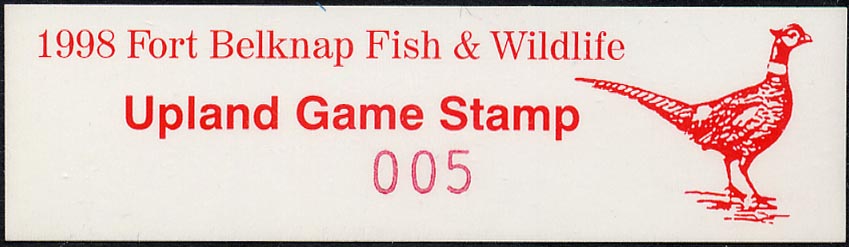 1998 Fort Belknap Fish & Wildlife
Upland Game Stamp
005